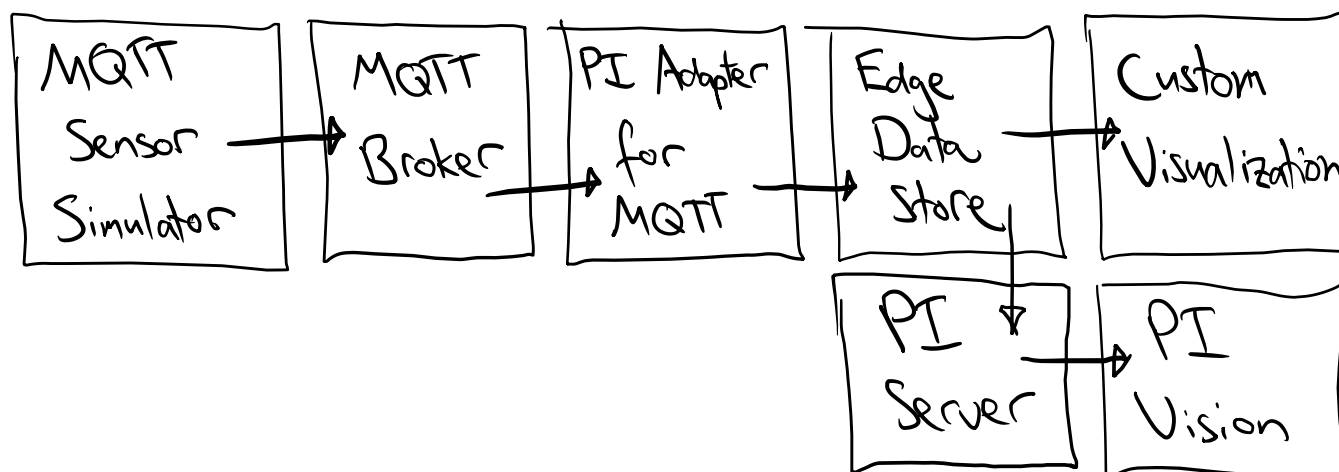 MQTT
Sensor
Simulator
MQTT
Broker
PI Adapter
for
MQTT
Edge
Data
Store
Custom
Visualization
PI
Server
PI
Vision